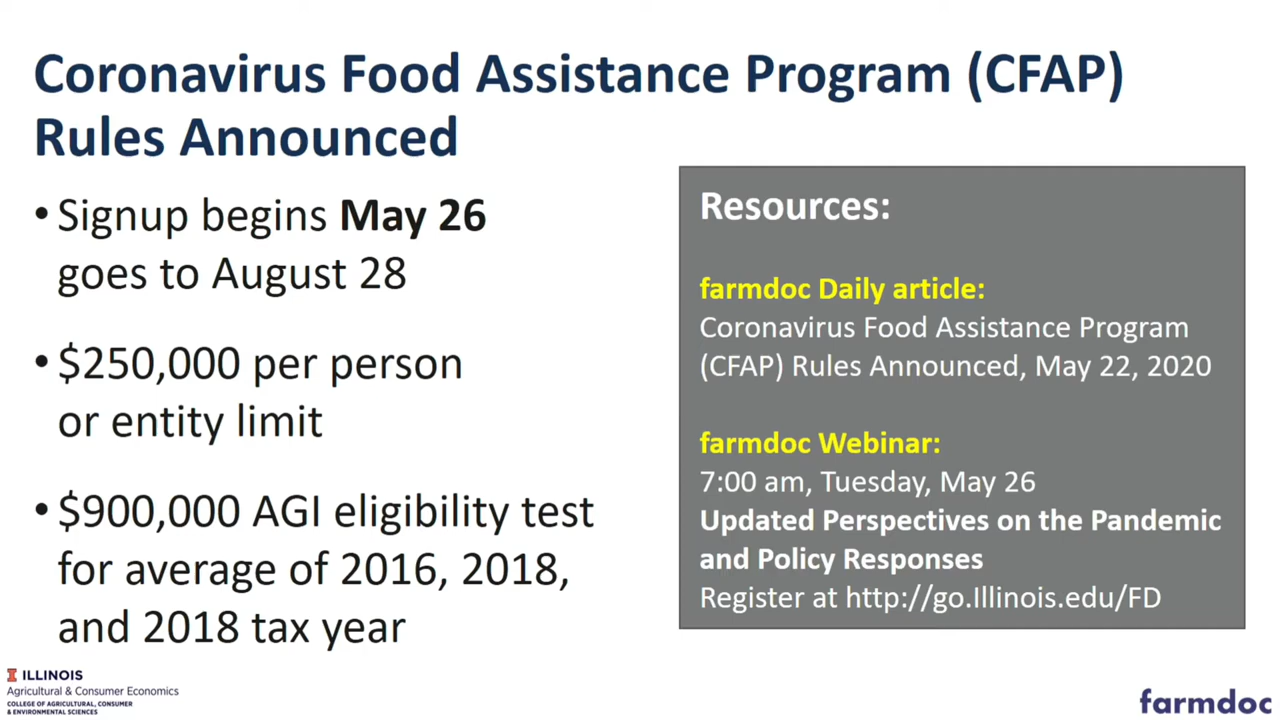 Coronavirus Food Assistance Program (CFAP)
Rules Announced
• Signup begins May 26
goes to August 28
• $250,000 per person
or entity limit
• $900,000 AGI eligibility test
for average of 2016, 2018,
and 2018 tax year
Resources:
farmdoc Daily article:
Coronavirus Food Assistance Program
(CFAP) Rules Announced, May 22, 2020
farmdoc Webinar:
7:00 am, Tuesday, May 26
Updated Perspectives on the Pandemic
and Policy Responses
Register at http://go.Illinois.edu/FD
I ILLINOIS
Agricultural & Consumer Economics
COLLEGE OF AGRICULTURAL, CONSUMER
& ENVIRONMENTAL SCIENCES
farmdoc